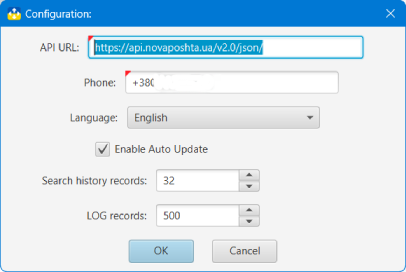 Configuration:
API URL: https://api.novaposhta.ua/v2.0/json/
Phone: +380
Language: English
Enable Auto Update
Search history records: 32
LOG records: 500
OK Cancel